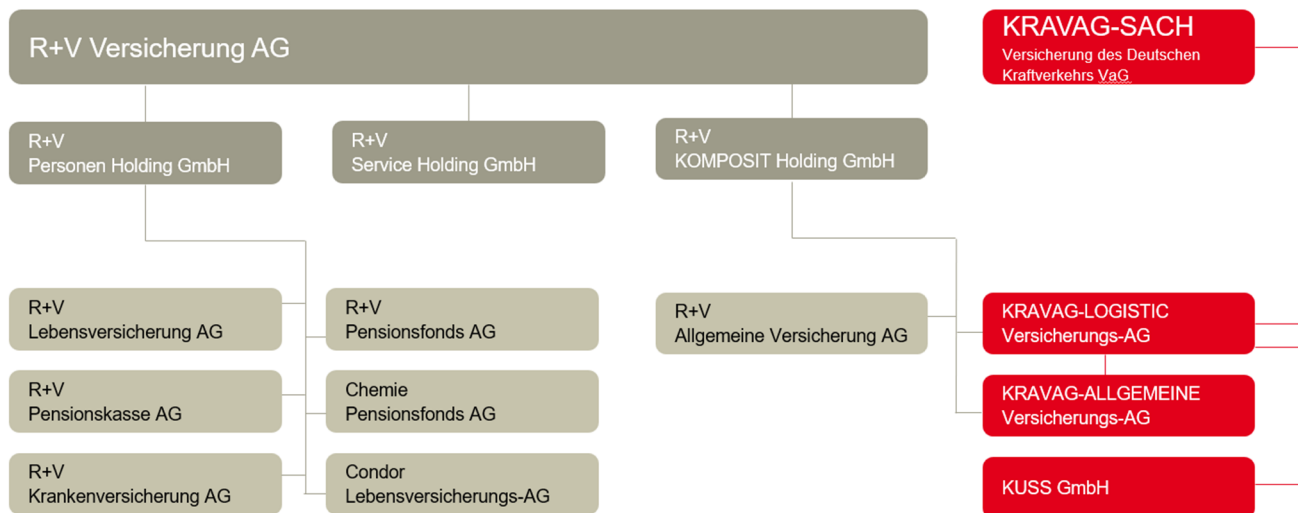 R+V Versicherung AG
KRAVAG-SACH
Versicherung des Deutschen
Kraftverkehrs VaG
R+V
Personen Holding GmbH
R+V
Service Holding GmbH
R+V
KOMPOSIT Holding GmbH
R+V
Lebensversicherung AG
R+V
Pensionsfonds AG
R+V
Allgemeine Versicherung AG
KRAVAG-LOGISTIC
Versicherungs-AG
R+V
Pensionskasse AG
Chemie
Pensionsfonds AG
KRAVAG-ALLGEMEINE
Versicherungs-AG
R+V
Krankenversicherung AG
Condor
Lebensversicherungs-AG
KUSS GmbH